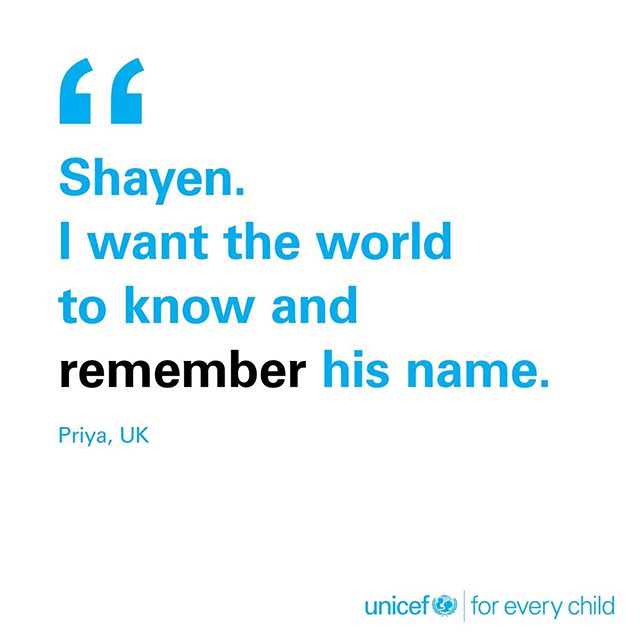 “
Shayen.
I want the world
to know and
remember his name.
Priya, UK
unicef | for every child